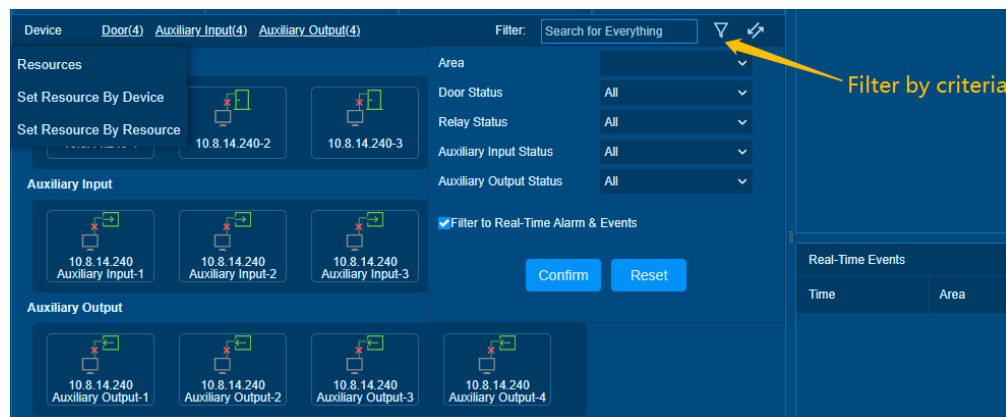 Device Door(4) Auxiliary Input(4) Auxiliary Output(4) Filter: Search for Everything
Resources
Set Resource By Device
Set Resource By Resource
10.8.14.240-2 10.8.14.240-3
Area
Door Status All
Relay Status All
Auxiliary Input Status All
Auxiliary Output Status All
Filter to Real-Time Alarm & Events
Confirm Reset
Filter by criteria
Auxiliary Input
10.8.14.240 10.8.14.240 10.8.14.240
Auxiliary Input-1 Auxiliary Input-2 Auxiliary Input-3
Auxiliary Output
10.8.14.240 10.8.14.240 10.8.14.240 10.8.14.240
Auxiliary Output-1 Auxiliary Output-2 Auxiliary Output-3 Auxiliary Output-4
Real-Time Events
Time Area